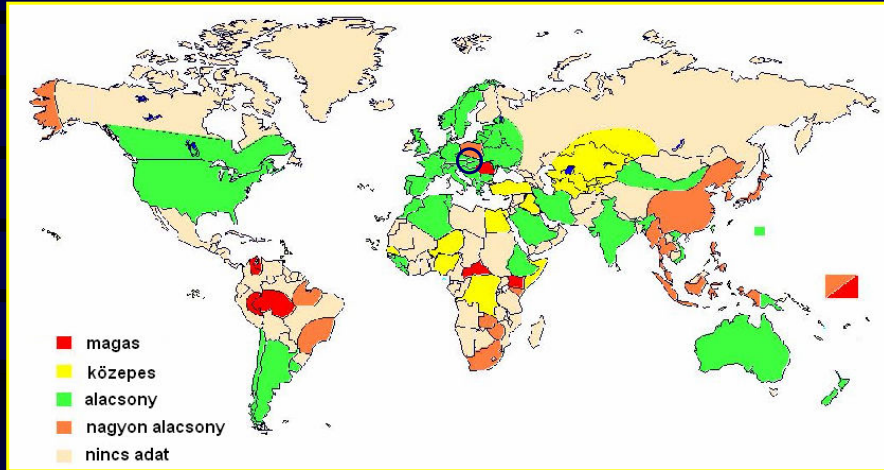 magas
közepes
alacsony
nagyon alacsony
nincs adat